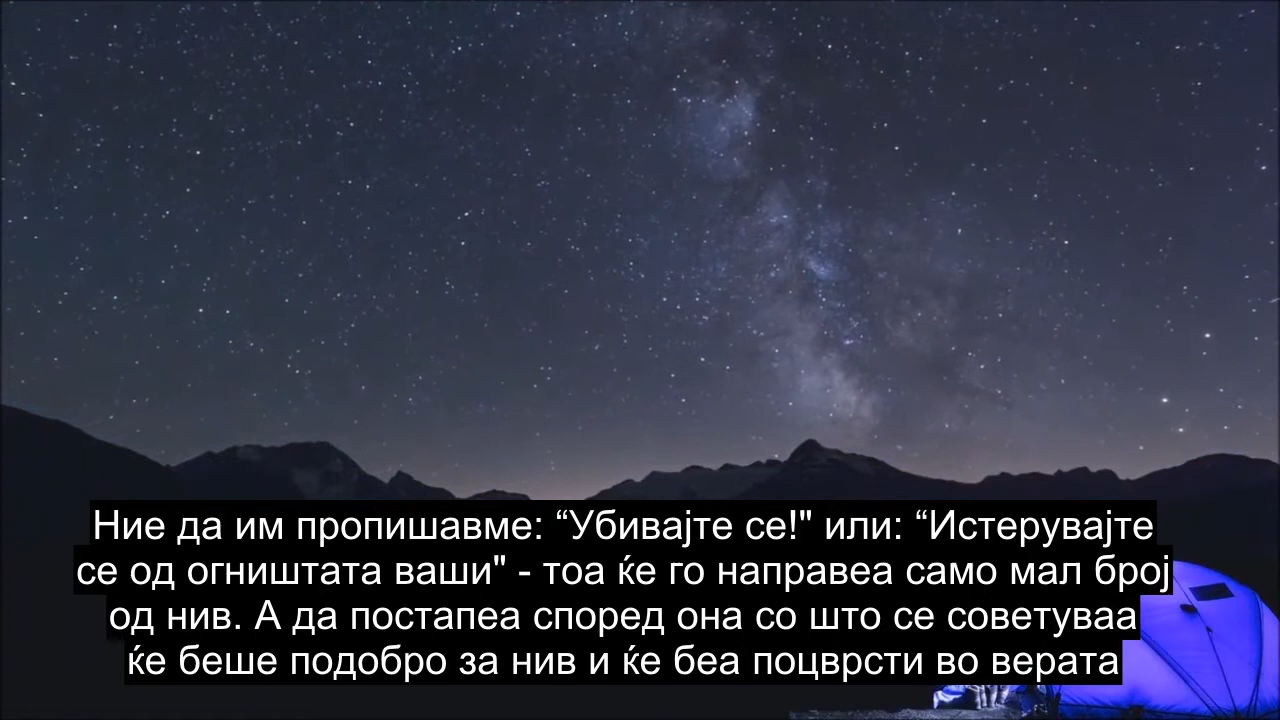 Ние да им пропишавме: “Убивајте се!" или: “Истерувајте
се од огништата ваши" - тоа ќе го направеа само мал број
од нив. А да постапеа според она со што се советуваа
ќе беше подобро за нив и ќе беа поцврсти во верата